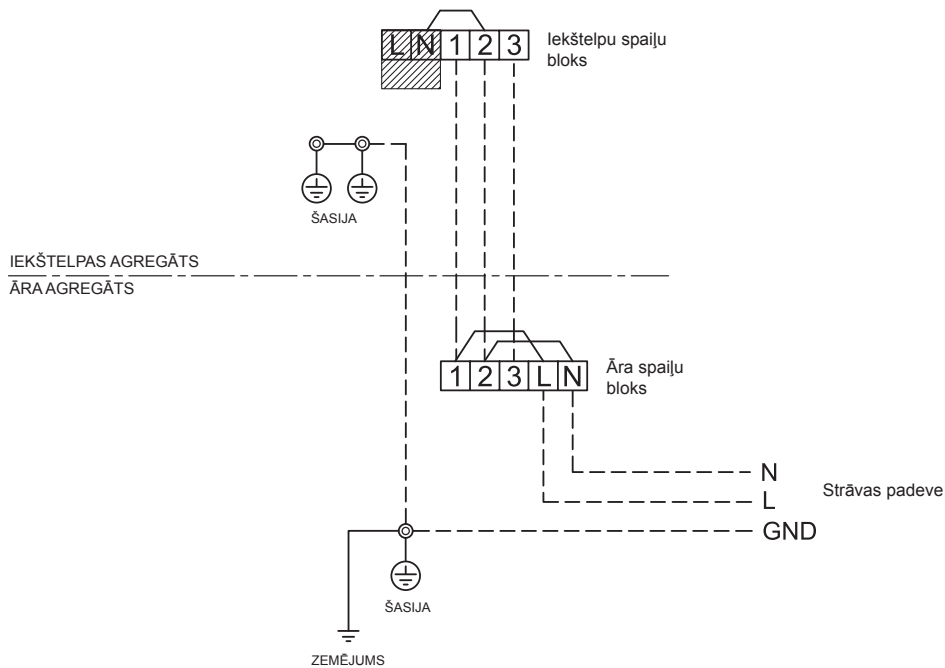 L N 1 2 3
Iekštelpu spaiļu
bloks
ŠASIJA
IEKŠTELPAS AGREGĀTS
ĀRA AGREGĀTS
1 2 3 L N
Āra spaiļu
bloks
N
L
Strāvas padeve
GND
ŠASIJA
ZEMĒJUMS